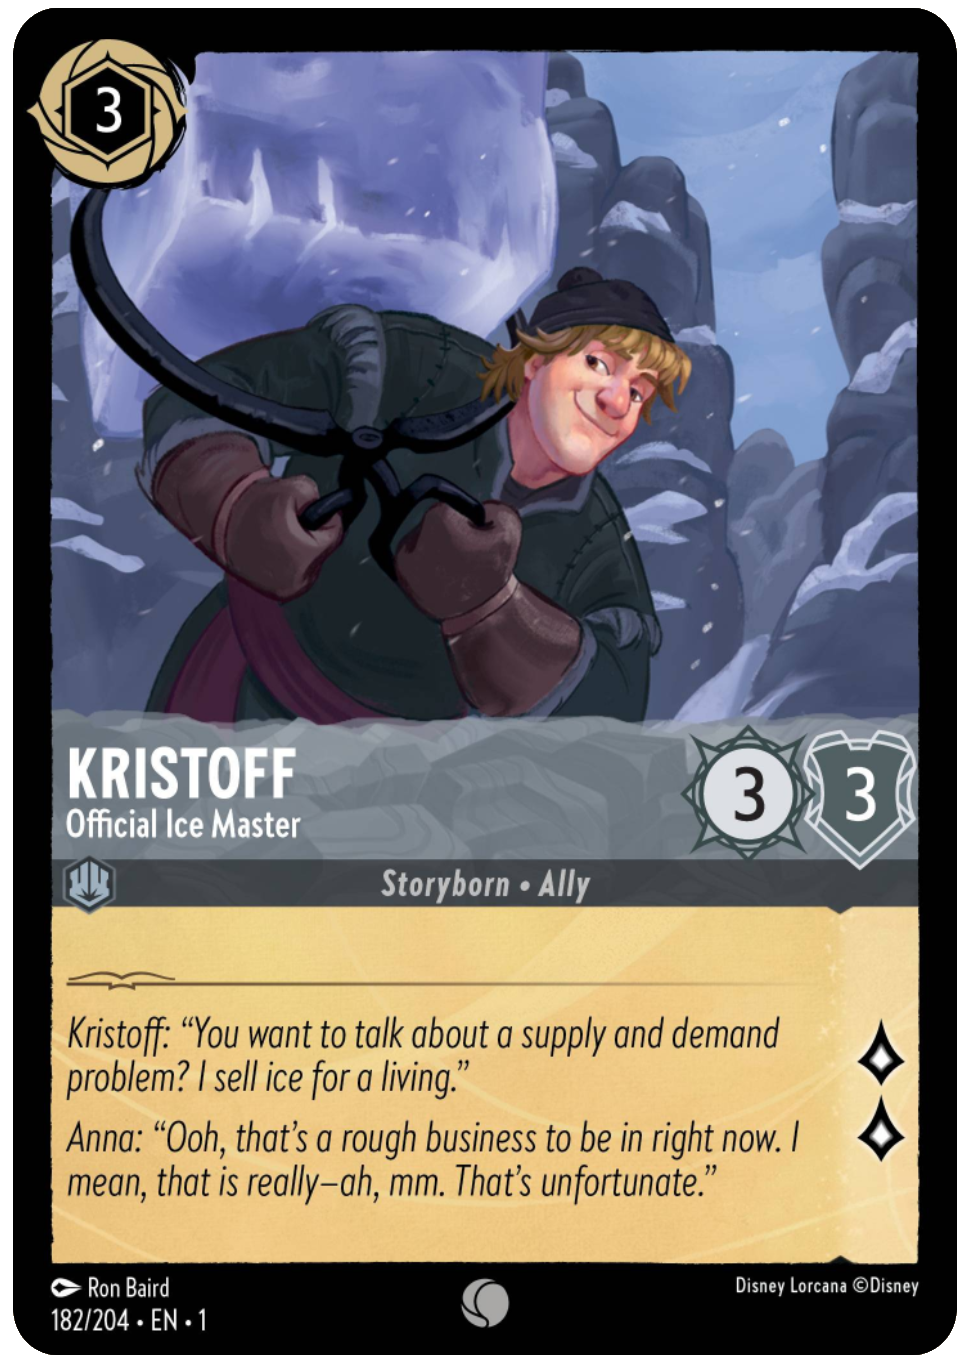 3
KRISTOFF
Official Ice Master
3
3
Storyborn • Ally
Kristoff: “You want to talk about a supply and demand
problem? I sell ice for a living.”
Anna: “Ooh, that’s a rough business to be in right now. I
mean, that is really–ah, mm. That’s unfortunate.”
Ron Baird
Disney Lorcana ©Disney
182/204 • EN • 1